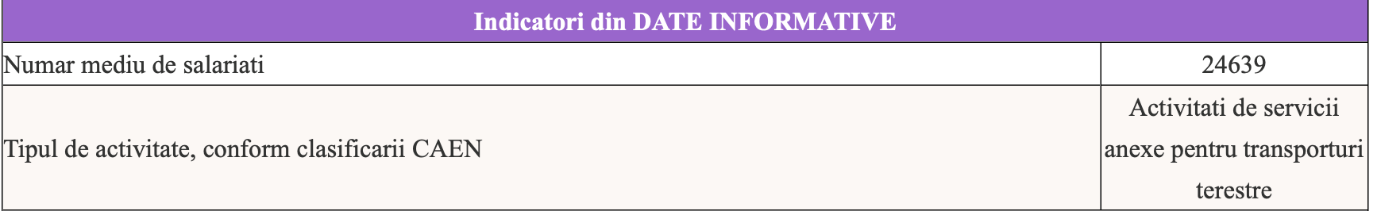 Indicatori din DATE INFORMATIVE
Numar mediu de salariati 24639
Tipul de activitate, conform clasificarii CAEN
Activitati de servicii
anexe pentru transporturi
terestre